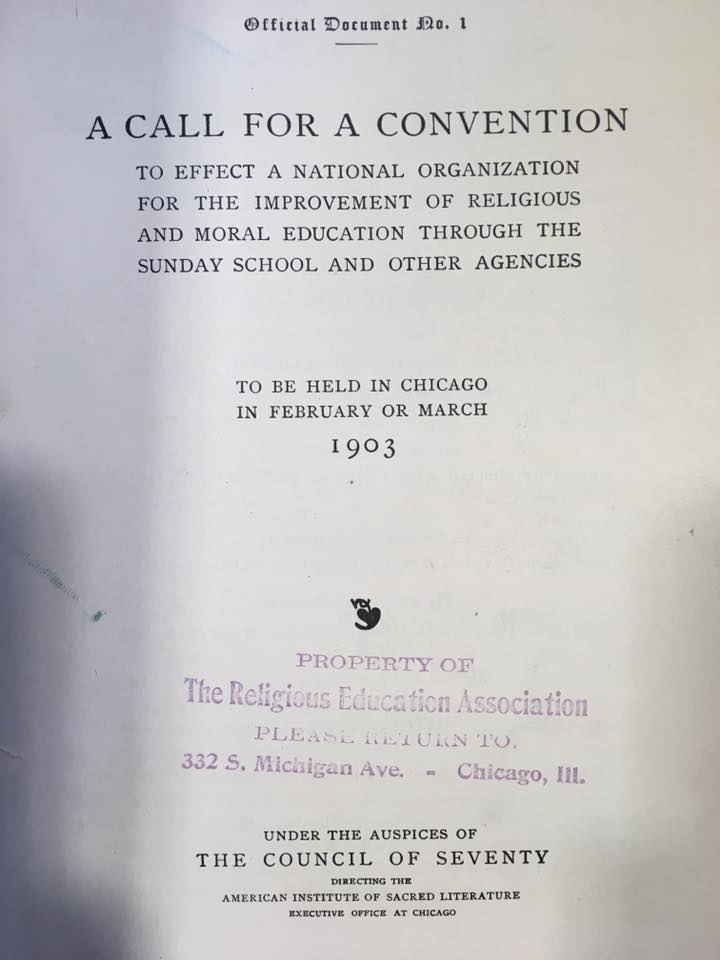 Official Document No. 1
A CALL FOR A CONVENTION
TO EFFECT A NATIONAL ORGANIZATION
FOR THE IMPROVEMENT OF RELIGIOUS
AND MORAL EDUCATION THROUGH THE
SUNDAY SCHOOL AND OTHER AGENCIES
TO BE HELD IN CHICAGO
IN FEBRUARY OR MARCH
1903
PROPERTY OF
The Religious Education Association
PLEASE RETURN TO.
332 S. Michigan Ave. - Chicago, Ill.
UNDER THE AUSPICES OF
THE COUNCIL OF SEVENTY
DIRECTING THE
AMERICAN INSTITUTE OF SACRED LITERATURE
EXECUTIVE OFFICE AT CHICAGO